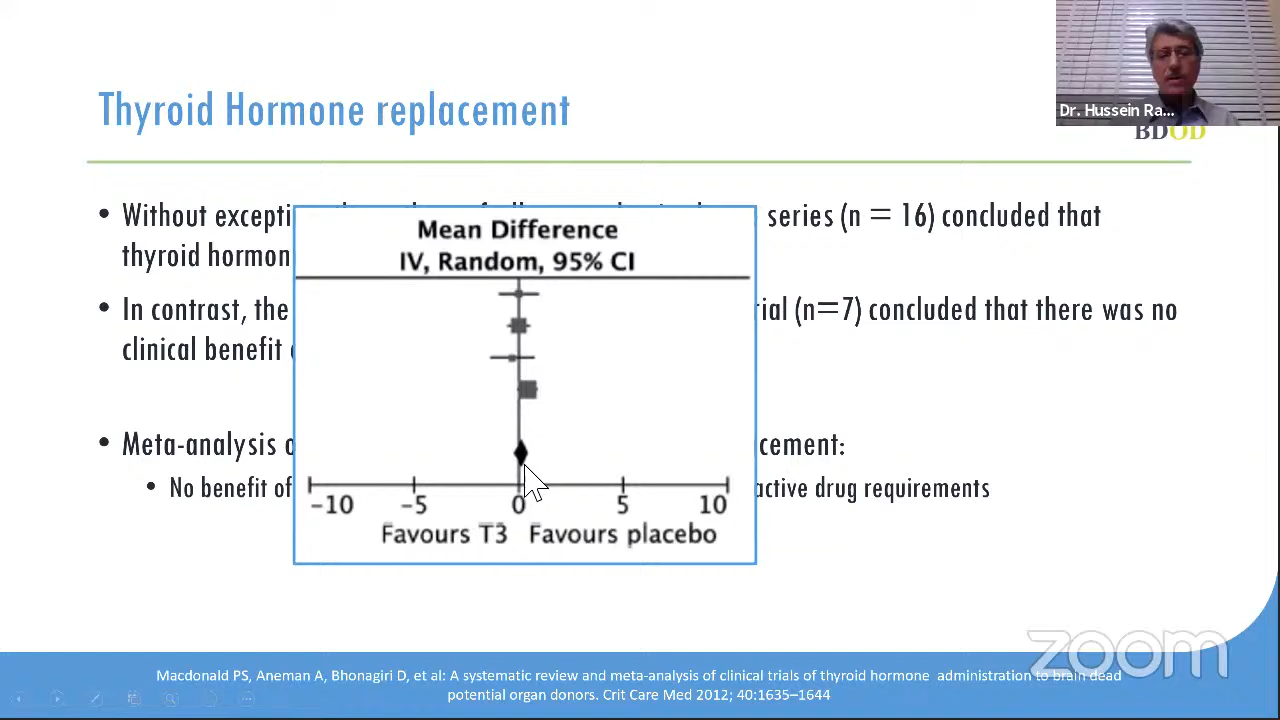 Dr. Hussein Ra...
BDOD
Thyroid Hormone replacement
• Without excepti series (n = 16) concluded that
thyroid hormon
• In contrast, the rial (n=7) concluded that there was no
clinical benefit
• Meta-analysis o cement:
• No benefit of active drug requirements
Mean Difference
IV, Random, 95% CI
-10 -5 0 5 10
Favours T3 Favours placebo
zoom
Macdonald PS, Aneman A, Bhonagiri D, et al: A systematic review and meta-analysis of clinical trials of thyroid hormone administration to brain dead
potential organ donors. Crit Care Med 2012; 40:1635–1644